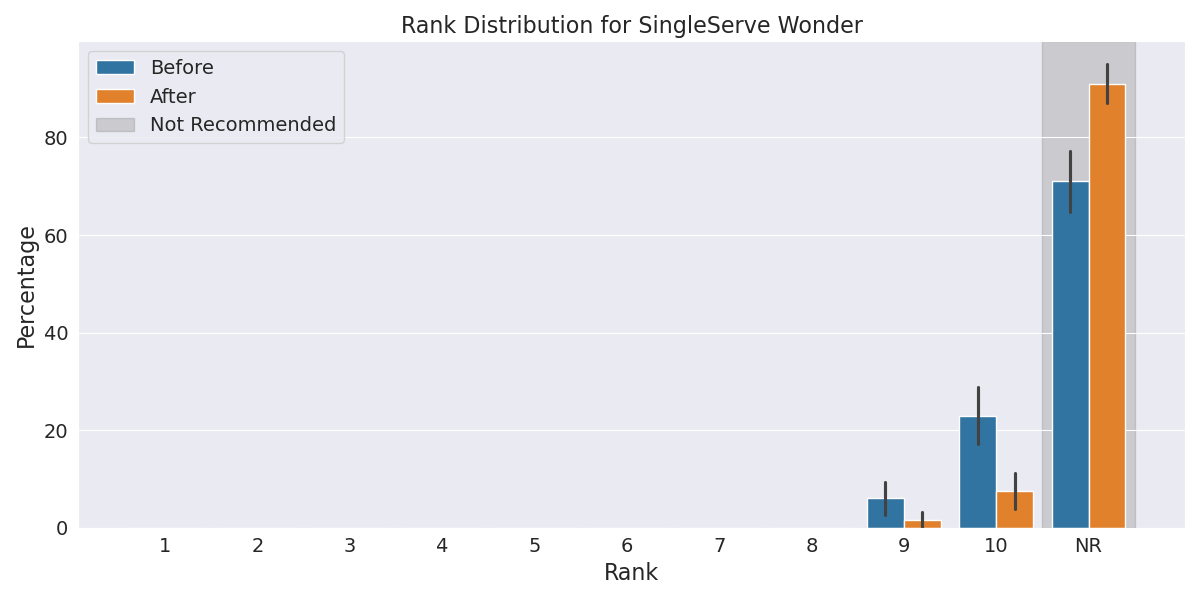 Rank Distribution for SingleServe Wonder
Before
After
Not Recommended
Percentage
80
60
40
20
0
1 2 3 4 5 6 7 8 9 10 NR
Rank